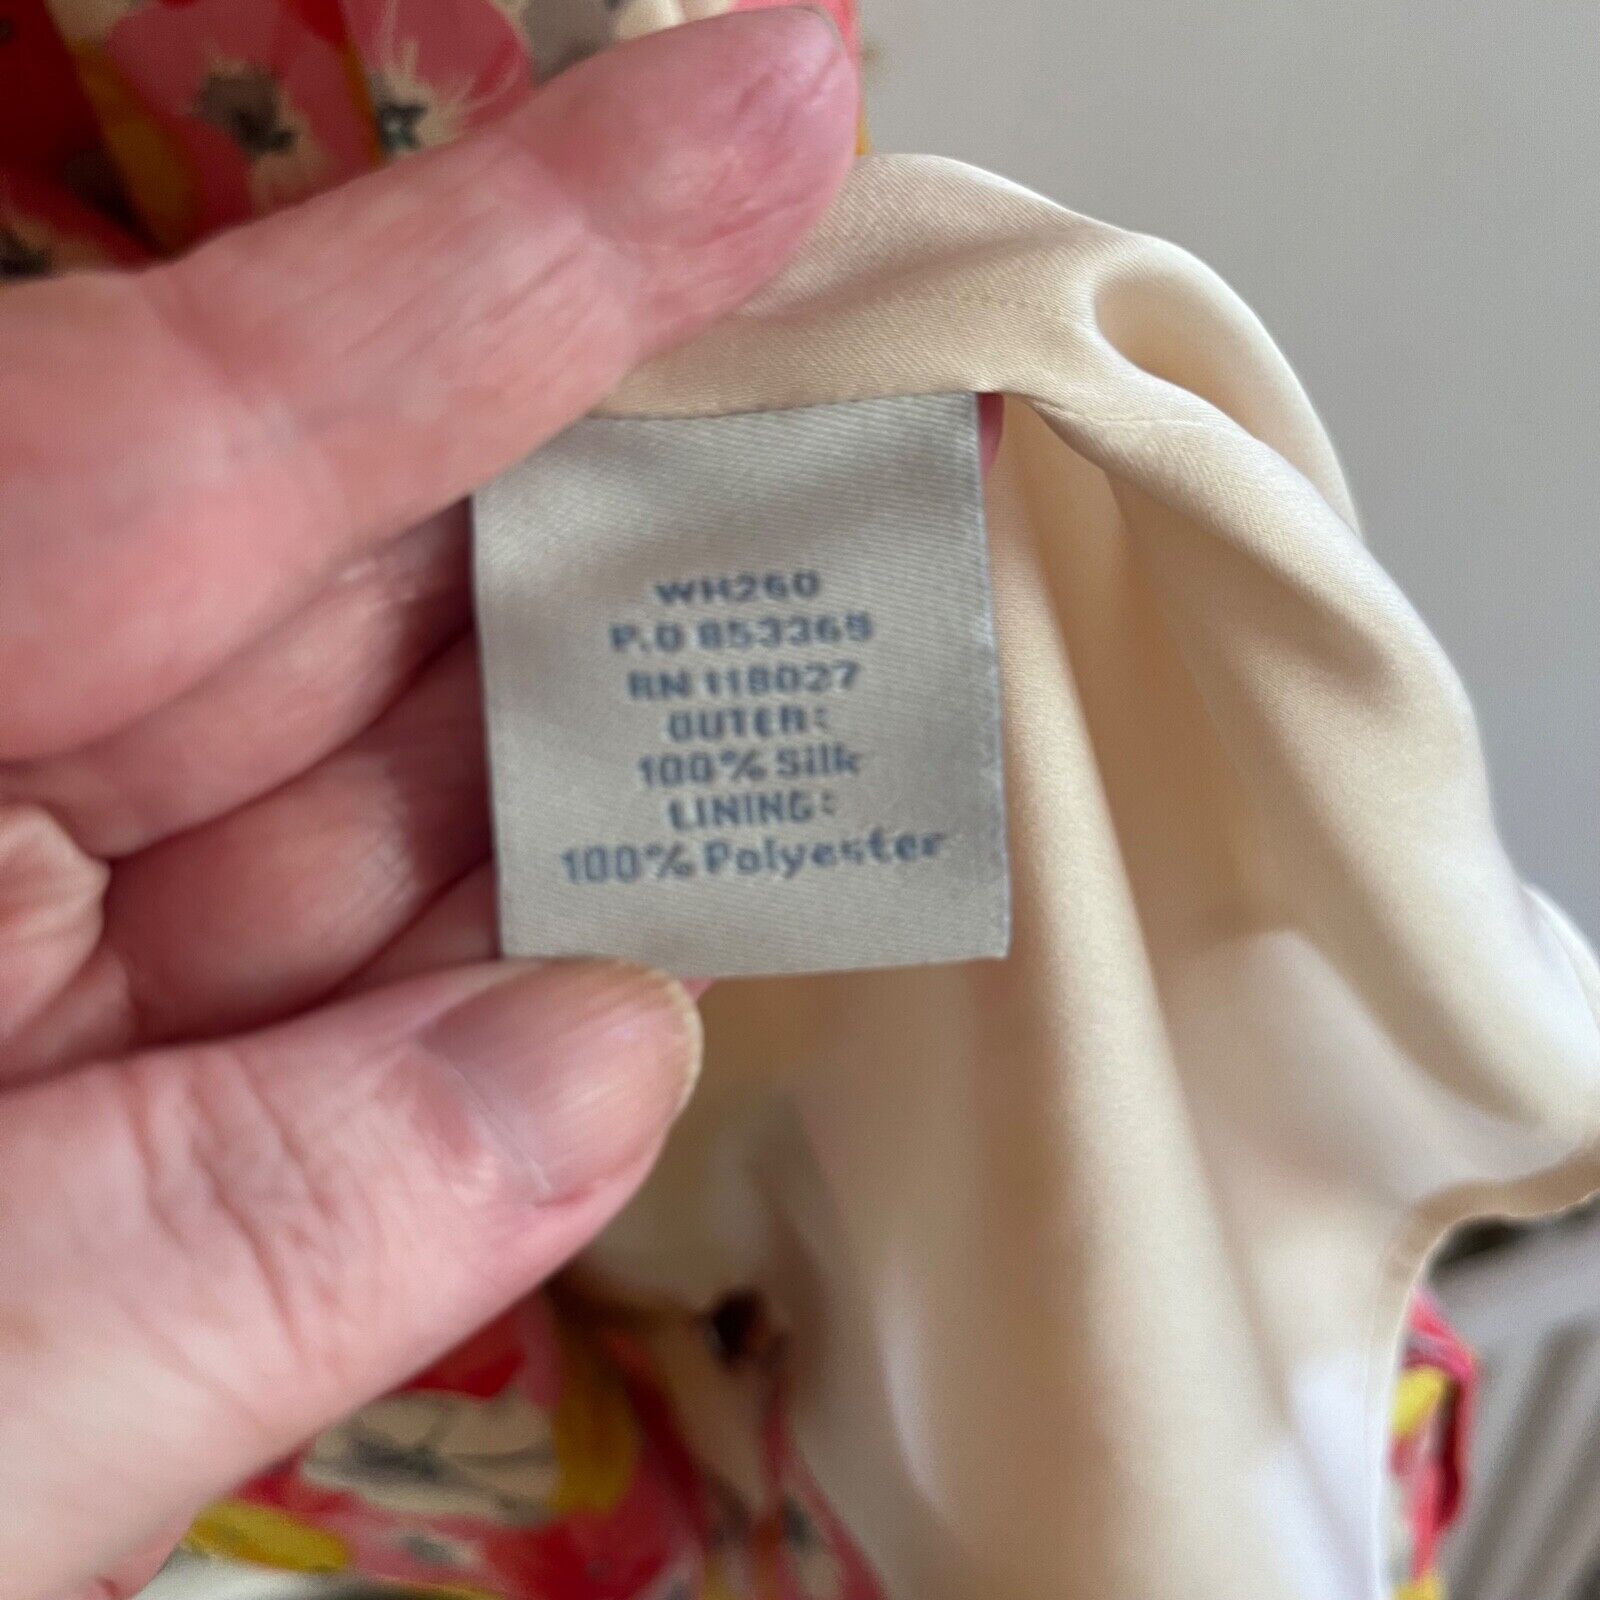 WH260
P.O 853369
RN 118027
OUTER:
100% Silk
LINING:
100% Polyester